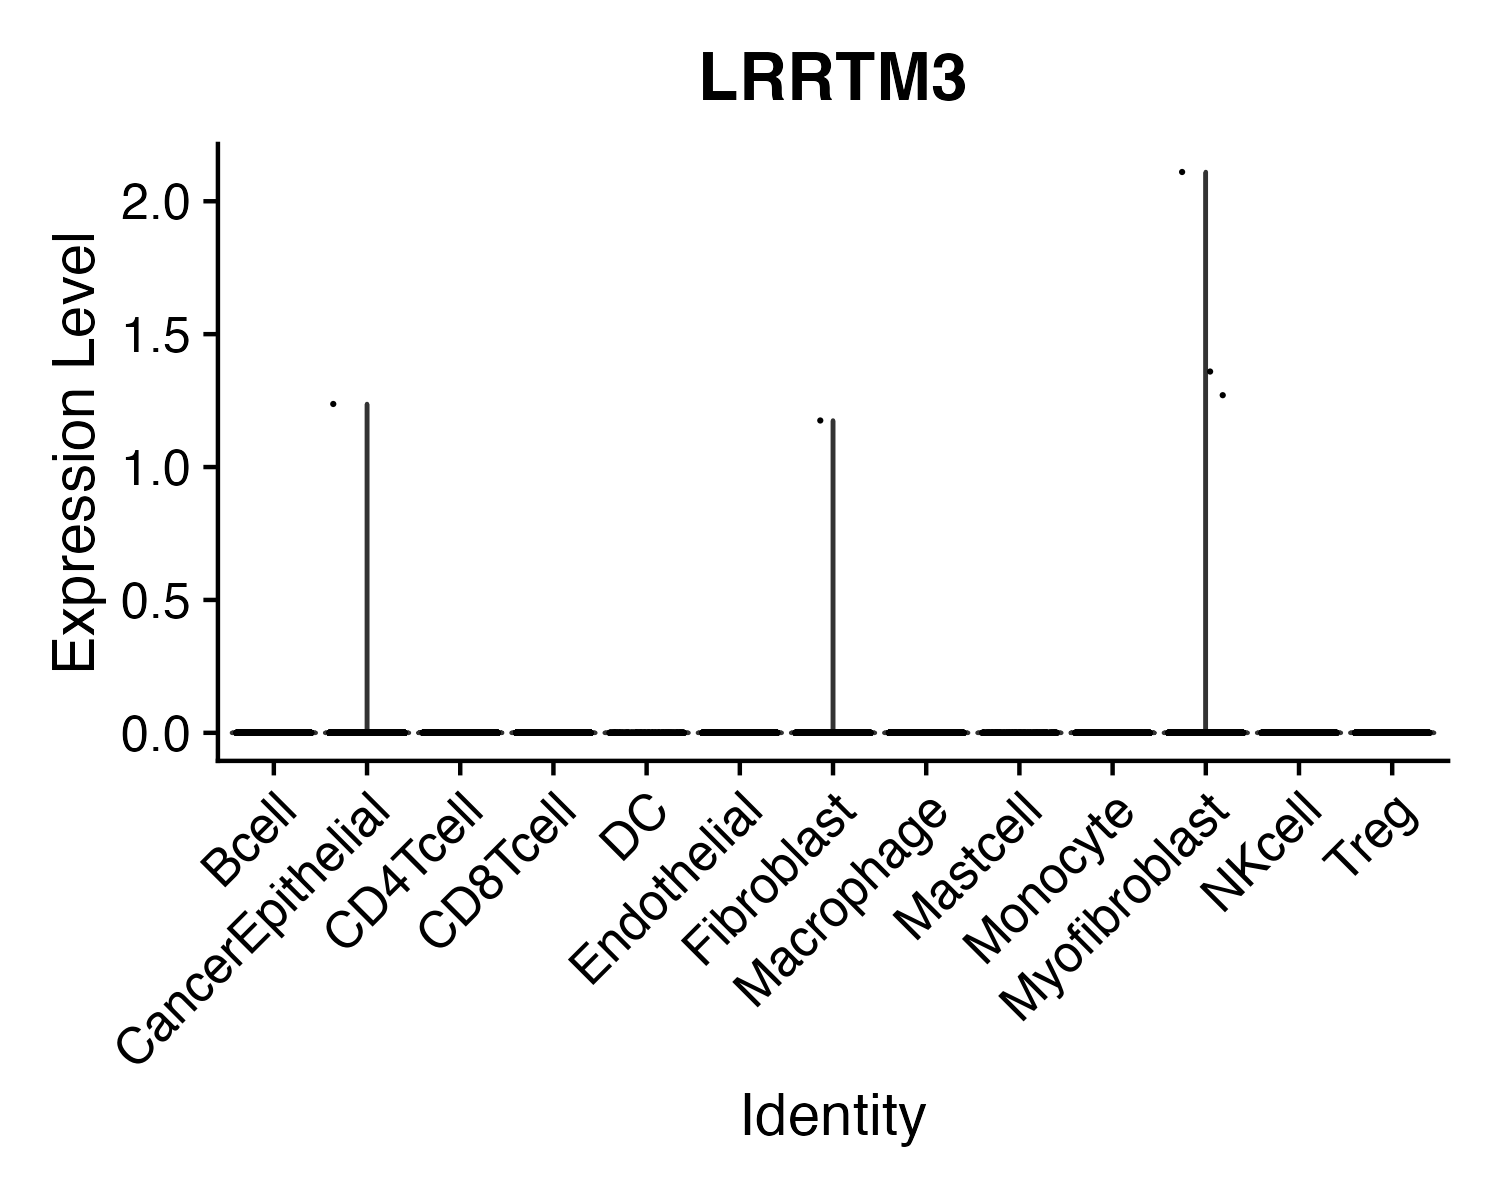 LRRTM3
Expression Level
2.0
1.5
1.0
0.5
0.0
Bcell
CancerEpithelial
CD4Tcell
CD8Tcell
DC
Endothelial
Fibroblast
Macrophage
Mastcell
Monocyte
Myofibroblast
NKcell
Treg
Identity